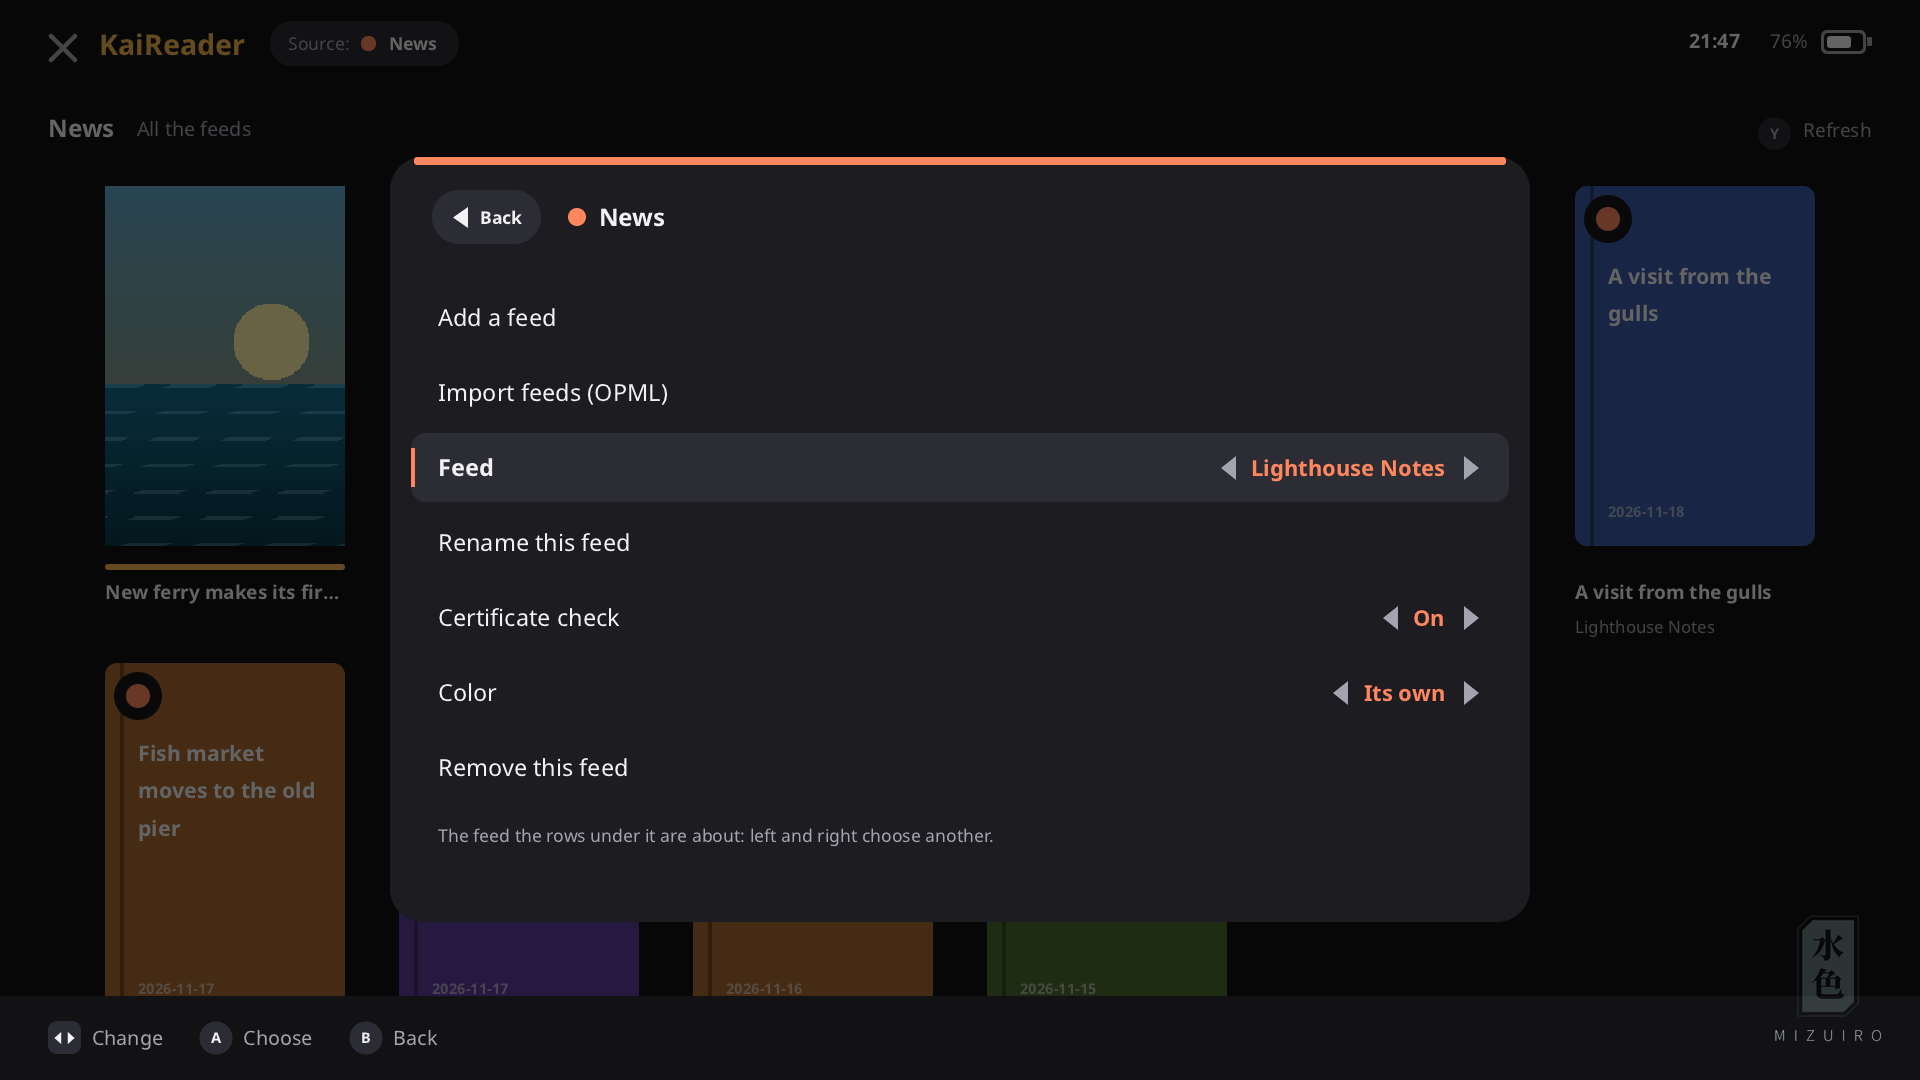 KaiReader
Source: News
21:47
76%
News
All the feeds
Y Refresh
Back
News
Add a feed
Import feeds (OPML)
Feed
Lighthouse Notes
Rename this feed
Certificate check
On
Color
Its own
Remove this feed
The feed the rows under it are about: left and right choose another.
New ferry makes its fir...
A visit from the
gulls
2026-11-18
A visit from the gulls
Lighthouse Notes
Fish market
moves to the old
pier
2026-11-17
2026-11-17
2026-11-16
2026-11-15
Change
A Choose
B Back
水
色
MIZUIRO